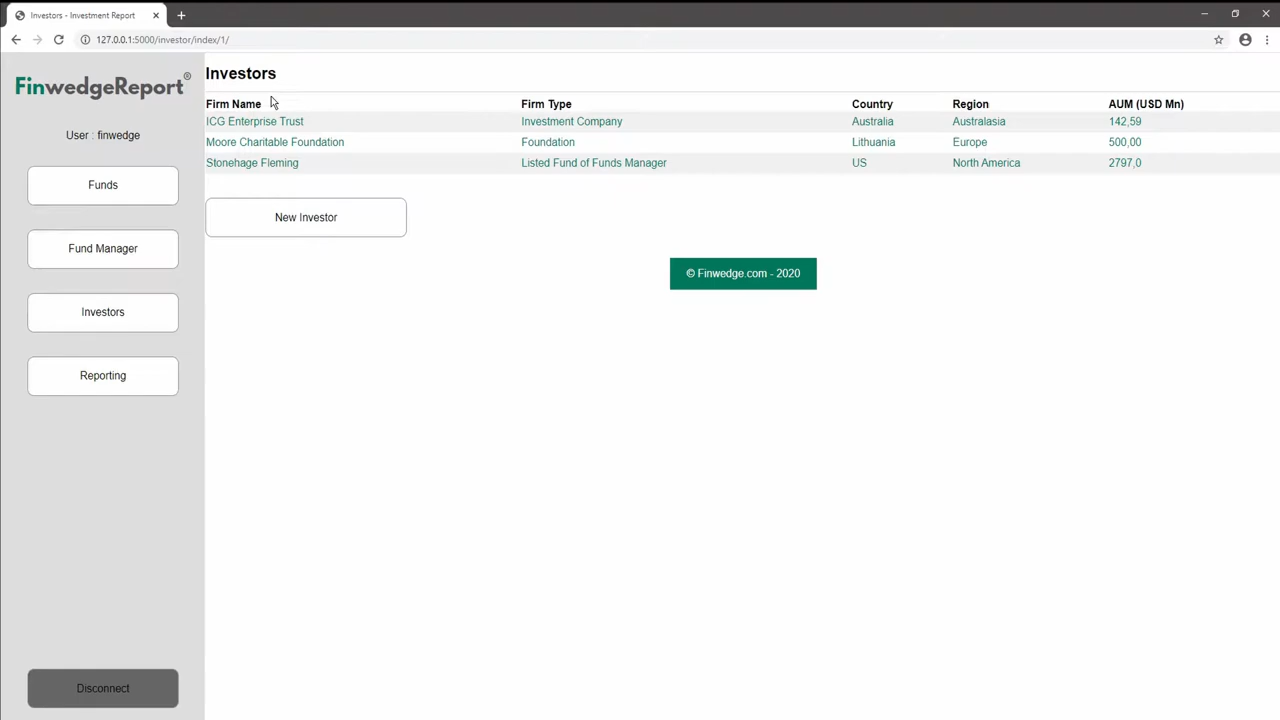 Investors - Investment Report
127.0.0.1:5000/investor/index/1/
FinwedgeReport®
User : finwedge
Funds
Fund Manager
Investors
Reporting
Disconnect
Investors
Firm Name Firm Type Country Region AUM (USD Mn)
ICG Enterprise Trust Investment Company Australia Australasia 142,59
Moore Charitable Foundation Foundation Lithuania Europe 500,00
Stonehage Fleming Listed Fund of Funds Manager US North America 2797,0
New Investor
© Finwedge.com - 2020